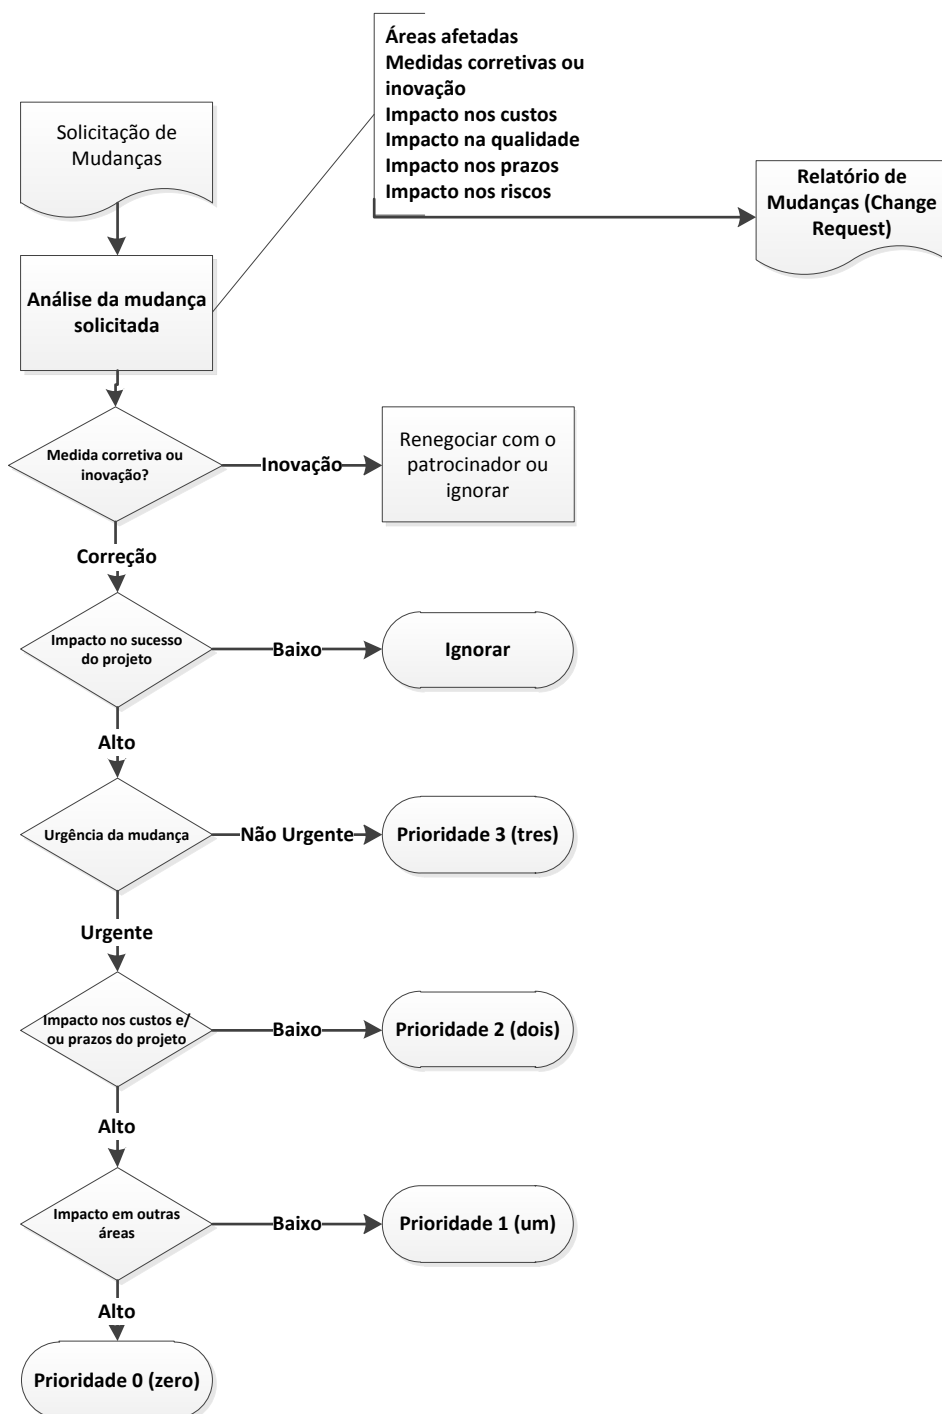 Áreas afetadas
Medidas corretivas ou
inovação
Impacto nos custos
Impacto na qualidade
Impacto nos prazos
Impacto nos riscos
Solicitação de
Mudanças
Relatório de
Mudanças (Change
Request)
Análise da mudança
solicitada
Medida corretiva ou
inovação?
Inovação
Renegociar com o
patrocinador ou
ignorar
Correção
Impacto no sucesso
do projeto
Baixo
Ignorar
Alto
Urgência da mudança
Não Urgente
Prioridade 3 (tres)
Urgente
Impacto nos custos e/
ou prazos do projeto
Baixo
Prioridade 2 (dois)
Alto
Impacto em outras
áreas
Baixo
Prioridade 1 (um)
Alto
Prioridade 0 (zero)